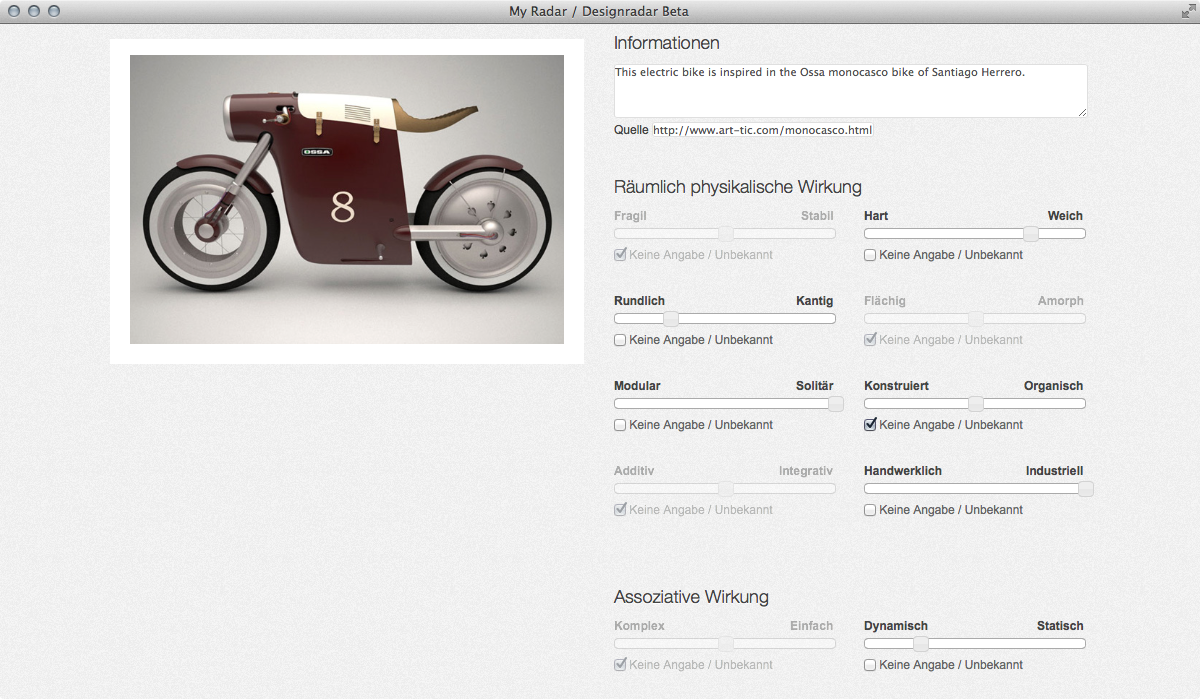 My Radar / Designradar Beta
OSSA
8
Informationen
This electric bike is inspired in the Ossa monocasco bike of Santiago Herrero.
Quelle http://www.art-tic.com/monocasco.html
Räumlich physikalische Wirkung
Fragil Stabil
Keine Angabe / Unbekannt
Hart Weich
Keine Angabe / Unbekannt
Rundlich Kantig
Keine Angabe / Unbekannt
Flächig Amorph
Keine Angabe / Unbekannt
Modular Solitär
Keine Angabe / Unbekannt
Konstruiert Organisch
Keine Angabe / Unbekannt
Additiv Integrativ
Keine Angabe / Unbekannt
Handwerklich Industriell
Keine Angabe / Unbekannt
Assoziative Wirkung
Komplex Einfach
Keine Angabe / Unbekannt
Dynamisch Statisch
Keine Angabe / Unbekannt